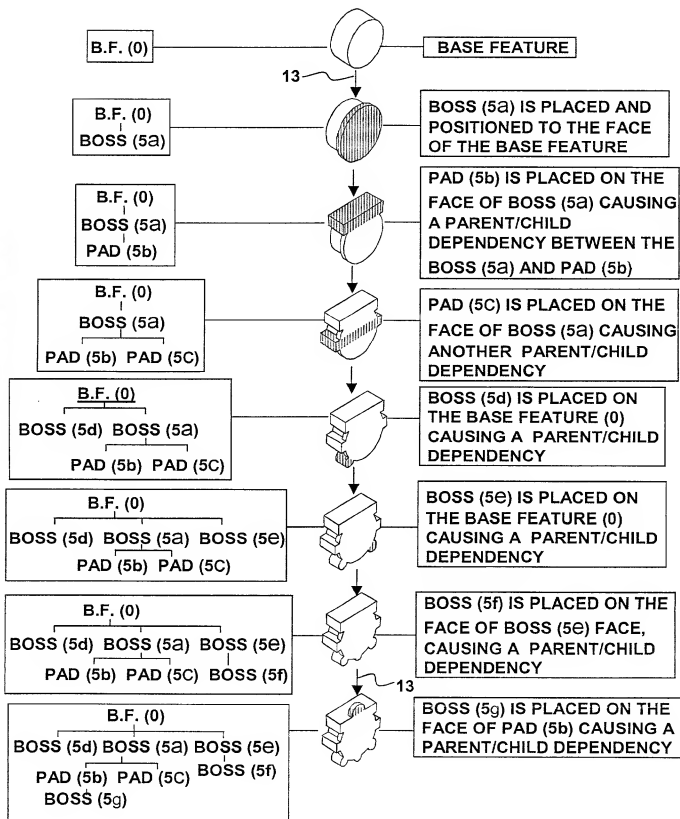 B.F. (0)
BASE FEATURE
13
B.F. (0)
BOSS (5a)
BOSS (5a) IS PLACED AND
POSITIONED TO THE FACE
OF THE BASE FEATURE
B.F. (0)
BOSS (5a)
PAD (5b)
PAD (5b) IS PLACED ON THE
FACE OF BOSS (5a) CAUSING
A PARENT/CHILD
DEPENDENCY BETWEEN THE
BOSS (5a) AND PAD (5b)
B.F. (0)
BOSS (5a)
PAD (5b) PAD (5C)
PAD (5C) IS PLACED ON THE
FACE OF BOSS (5a) CAUSING
ANOTHER PARENT/CHILD
DEPENDENCY
B.F. (0)
BOSS (5d) BOSS (5a)
PAD (5b) PAD (5C)
BOSS (5d) IS PLACED ON
THE BASE FEATURE (0)
CAUSING A PARENT/CHILD
DEPENDENCY
B.F. (0)
BOSS (5d) BOSS (5a) BOSS (5e)
PAD (5b) PAD (5C)
BOSS (5e) IS PLACED ON
THE BASE FEATURE (0)
CAUSING A PARENT/CHILD
DEPENDENCY
B.F. (0)
BOSS (5d) BOSS (5a) BOSS (5e)
PAD (5b) PAD (5C) BOSS (5f)
BOSS (5f) IS PLACED ON THE
FACE OF BOSS (5e) FACE,
CAUSING A PARENT/CHILD
DEPENDENCY
13
B.F. (0)
BOSS (5d) BOSS (5a) BOSS (5e)
PAD (5b) PAD (5C) BOSS (5f)
BOSS (5g)
BOSS (5g) IS PLACED ON THE
FACE OF PAD (5b) CAUSING A
PARENT/CHILD DEPENDENCY